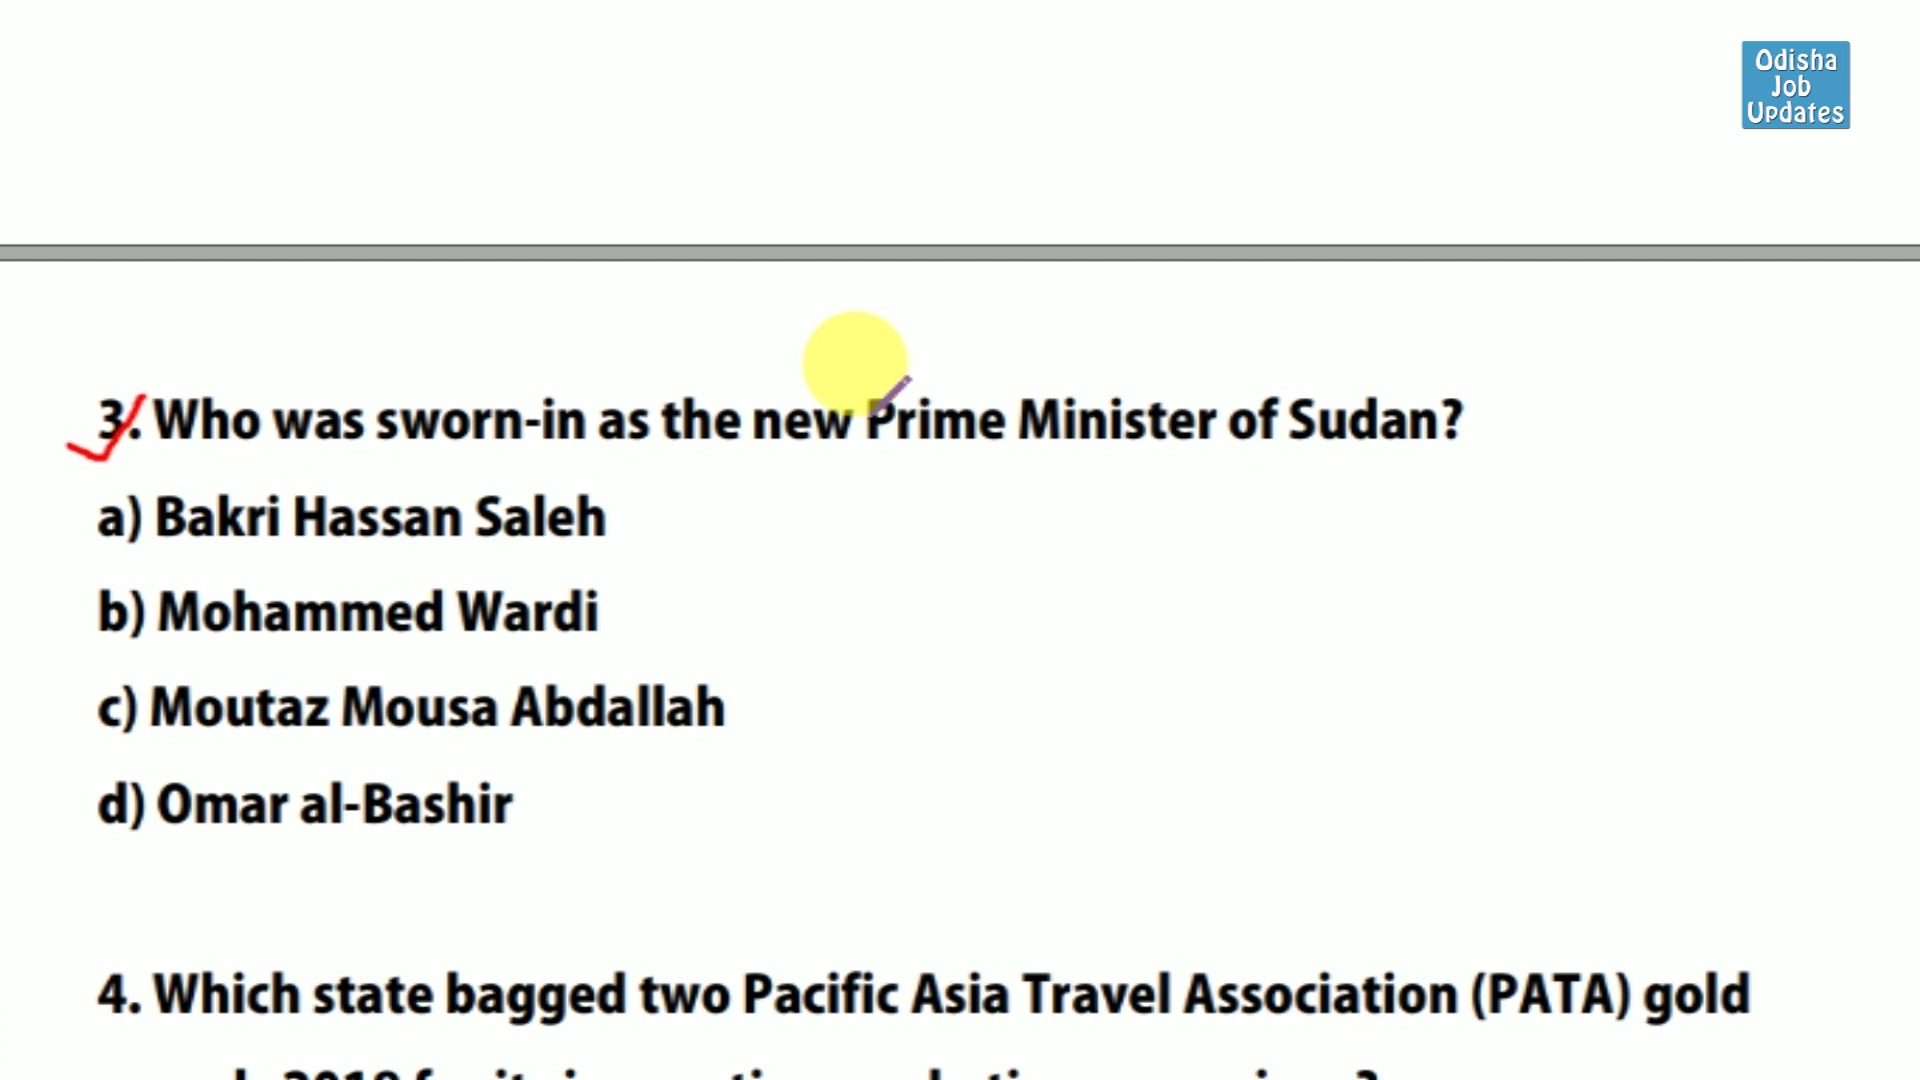 Odisha
Job
Updates
3. Who was sworn-in as the new Prime Minister of Sudan?
a) Bakri Hassan Saleh
b) Mohammed Wardi
c) Moutaz Mousa Abdallah
d) Omar al-Bashir
4. Which state bagged two Pacific Asia Travel Association (PATA) gold